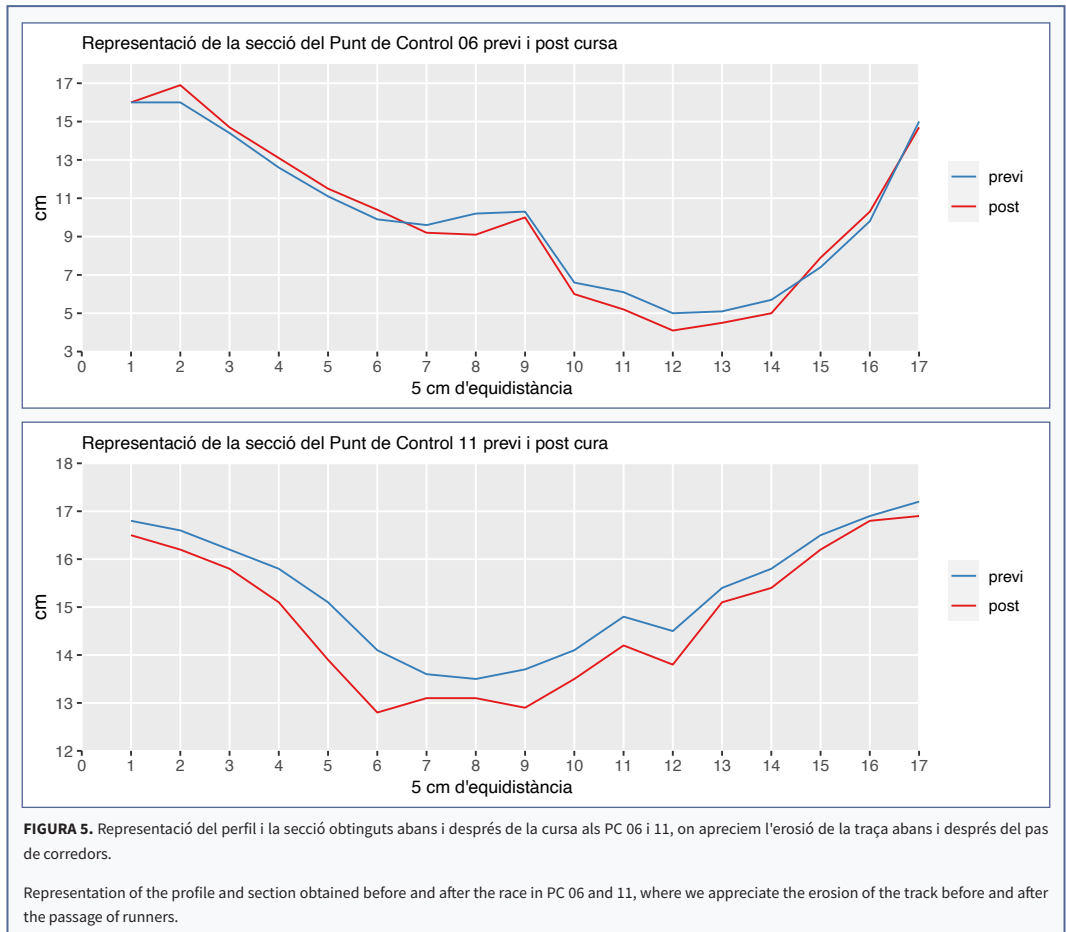 Representació de la secció del Punt de Control 06 previ i post cursa
17
15
13
11
9
7
5
3
cm
0 1 2 3 4 5 6 7 8 9 10 11 12 13 14 15 16 17
5 cm d'equidistància
previ
post
Representació de la secció del Punt de Control 11 previ i post cura
18
17
16
15
14
13
12
cm
0 1 2 3 4 5 6 7 8 9 10 11 12 13 14 15 16 17
5 cm d'equidistància
previ
post
FIGURA 5. Representació del perfil i la secció obtinguts abans i després de la cursa als PC 06 i 11, on apreciem l'erosió de la traça abans i després del pas
de corredors.
Representation of the profile and section obtained before and after the race in PC 06 and 11, where we appreciate the erosion of the track before and after
the passage of runners.